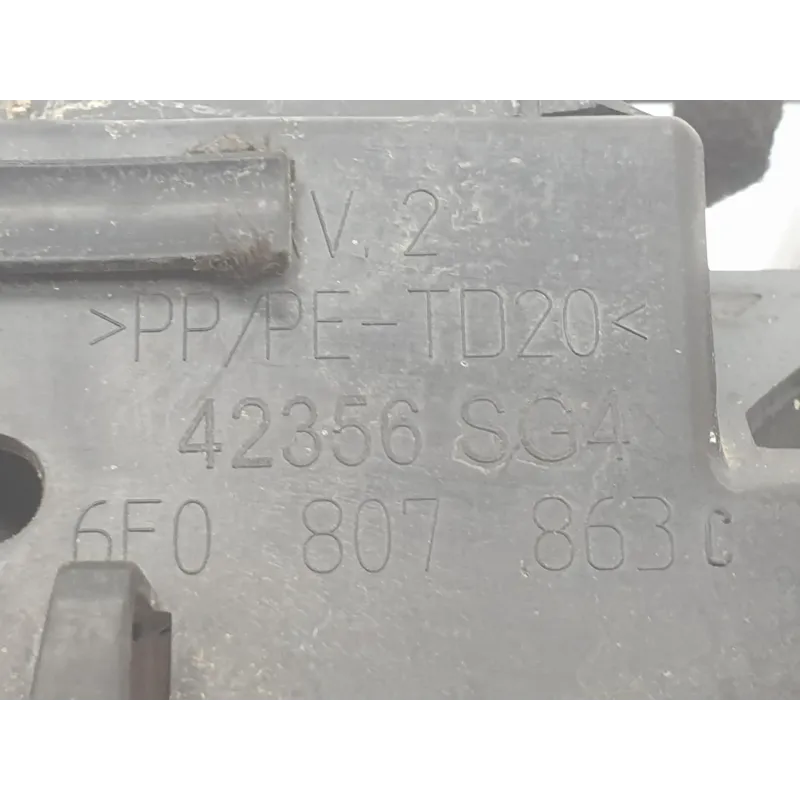 V. 2
>PP/PE-TD20<
42356 SG4
6F0 807 863 C